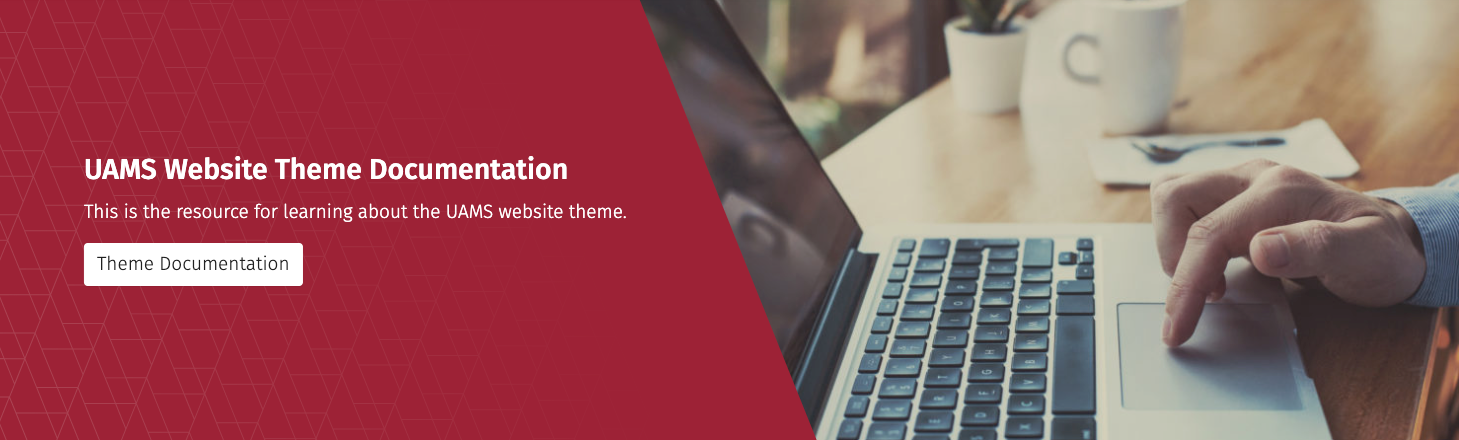 UAMS Website Theme Documentation
This is the resource for learning about the UAMS website theme.
Theme Documentation